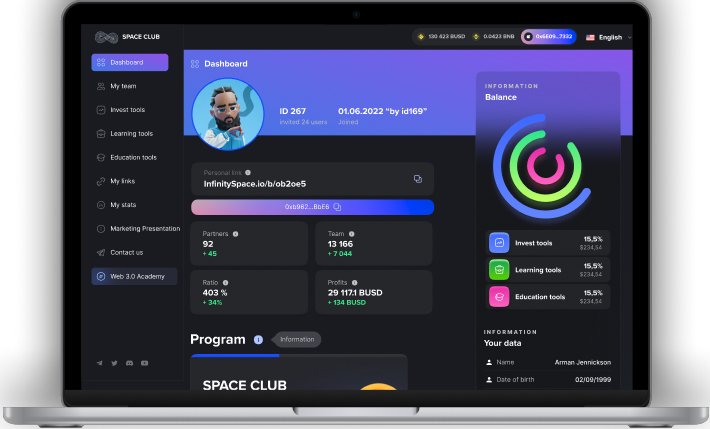 SPACE CLUB
130 423 BUSD
0.0423 BNB
0x6E09...7332
English
Dashboard
My team
Invest tools
Learning tools
Education tools
My links
My stats
Marketing Presentation
Contact us
Web 3.0 Academy
Dashboard
ID 267
invited 24 users
01.06.2022 “by id169”
Joined
Personal link
InfinitySpace.io/b/ob2oe5
0xb962...BbE6
Partners
92
+ 45
Team
13 166
+ 7 044
Ratio
403 %
+ 34%
Profits
29 117.1 BUSD
+ 134 BUSD
Program
Information
SPACE CLUB
INFORMATION
Balance
Invest tools
15,5%
$234,54
Learning tools
15,5%
$234,54
Education tools
15,5%
$234,54
INFORMATION
Your data
Name
Arman Jennickson
Date of birth
02/09/1999